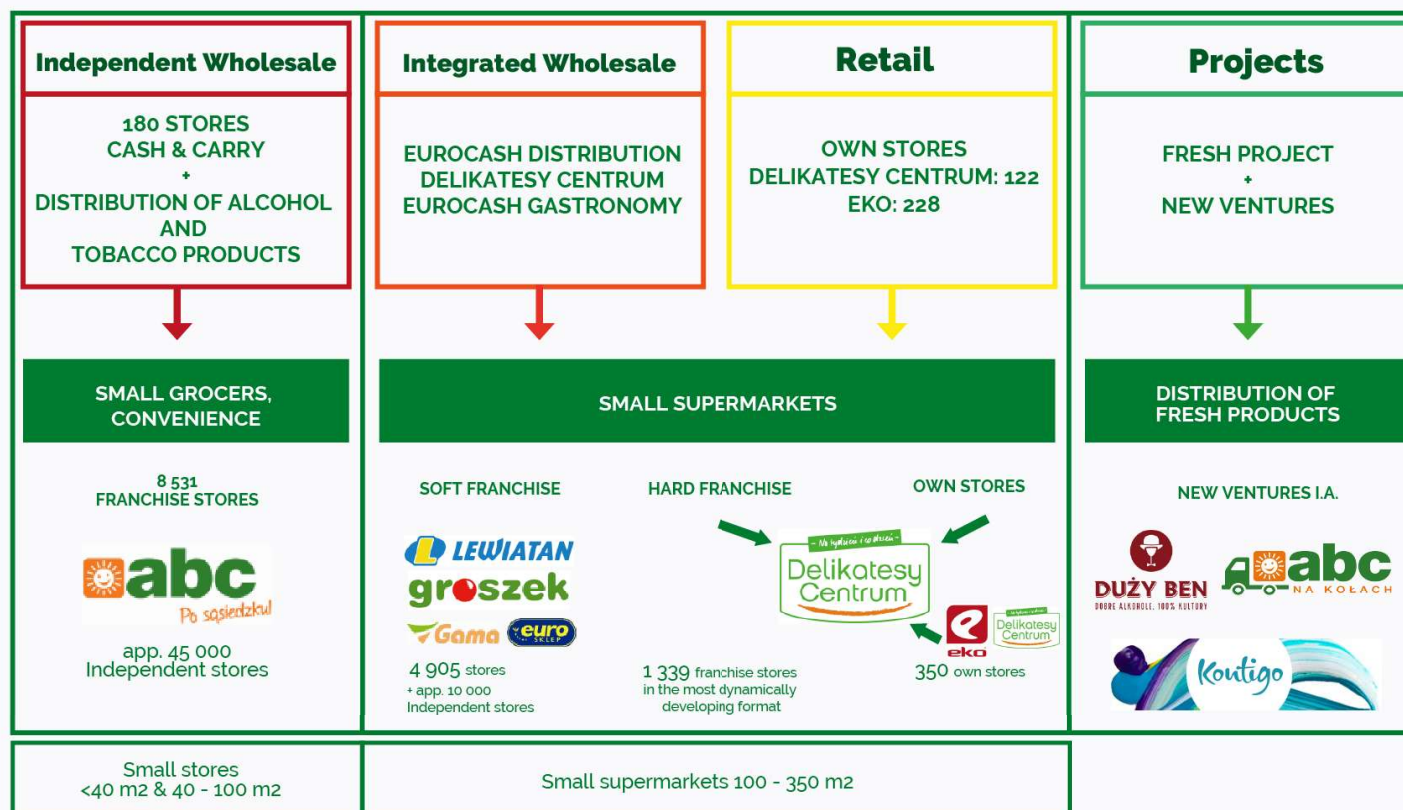 Independent Wholesale
180 STORES
CASH & CARRY
+
DISTRIBUTION OF ALCOHOL
AND
TOBACCO PRODUCTS
Integrated Wholesale
EUROCASH DISTRIBUTION
DELIKATESY CENTRUM
EUROCASH GASTRONOMY
Retail
OWN STORES
DELIKATESY CENTRUM: 122
EKO: 228
Projects
FRESH PROJECT
+
NEW VENTURES
SMALL GROCERS,
CONVENIENCE
SMALL SUPERMARKETS
DISTRIBUTION OF
FRESH PRODUCTS
8 531
FRANCHISE STORES
abc
Po sąsiedzku!
app. 45 000
Independent stores
SOFT FRANCHISE
LEWIATAN
groszek
Gama
euro
SKLEP
4 905 stores
+ app. 10 000
Independent stores
HARD FRANCHISE
OWN STORES
- Na tydzień i co dzień -
Delikatesy
Centrum
eko
Delikatesy
Centrum
1 339 franchise stores
in the most dynamically
developing format
350 own stores
NEW VENTURES I.A.
DUŻY BEN
DOBRE ALKOHOLE, 100% KULTURY
abc
NA KOŁACH
Kontigo
Small stores
<40 m2 & 40 - 100 m2
Small supermarkets 100 - 350 m2